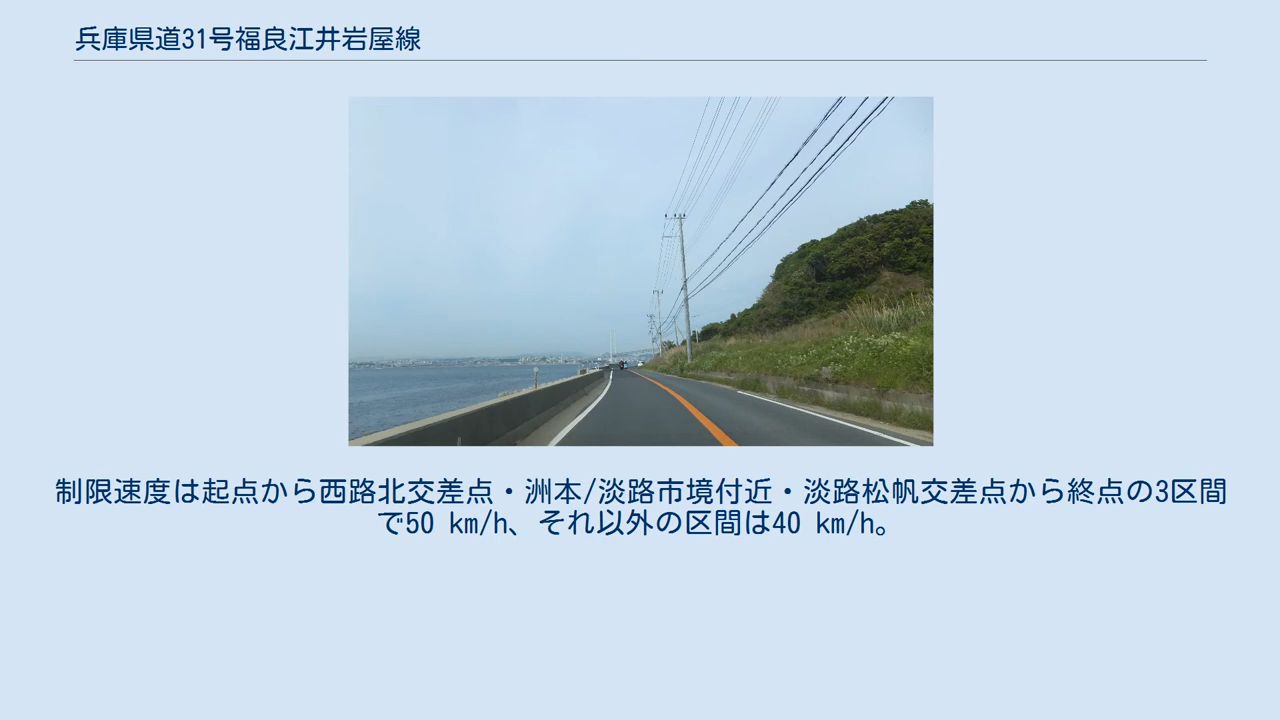 兵庫県道31号福良江井岩屋線
制限速度は起点から西路北交差点・洲本/淡路市境付近・淡路松帆交差点から終点の3区間
で50 km/h、それ以外の区間は40 km/h。